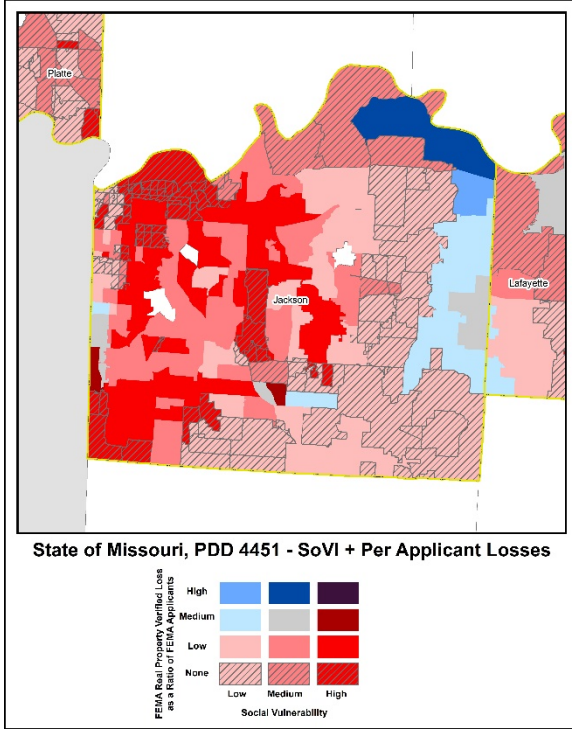 Platte
Jackson
Lafayette
State of Missouri, PDD 4451 - SoVI + Per Applicant Losses
FEMA Real Property Verified Loss
as a Ratio of FEMA Applicants
High
Medium
Low
None
Low Medium High
Social Vulnerability